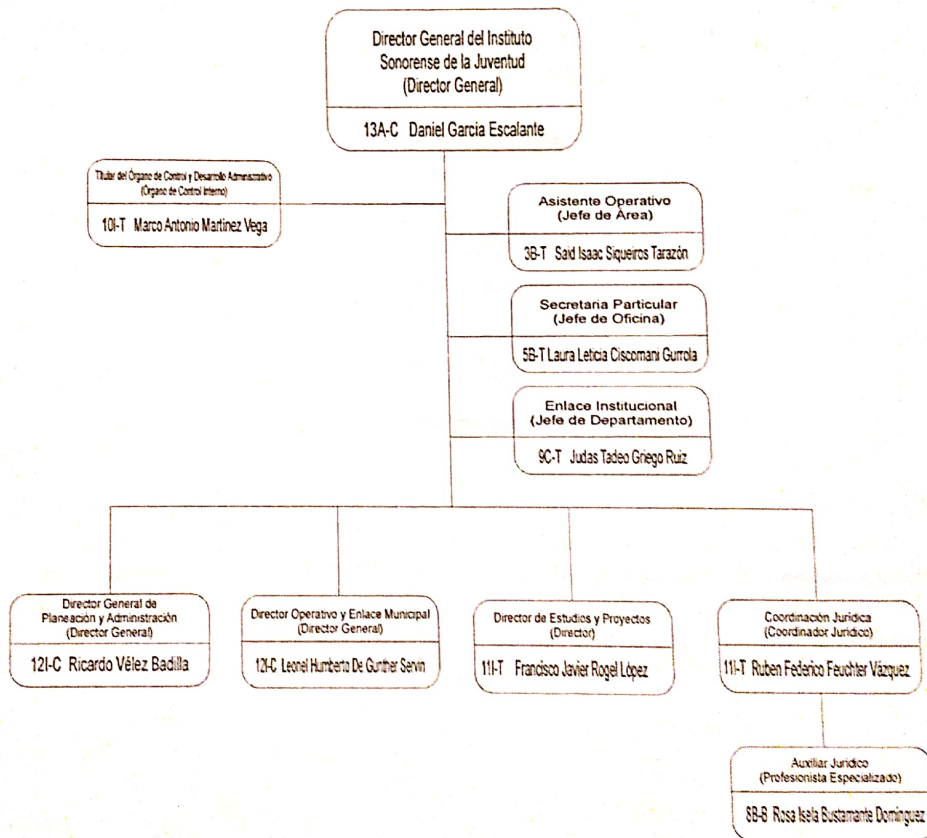 Director General del Instituto
Sonorense de la Juventud
(Director General)
13A-C Daniel García Escalante
Titular del Órgano de Control y Desarrollo Administrativo
(Órgano de Control Interno)
10I-T Marco Antonio Martínez Vega
Asistente Operativo
(Jefe de Área)
3B-T Said Isaac Siqueiros Tarazón
Secretaria Particular
(Jefe de Oficina)
5B-T Laura Leticia Ciscomani Gurrola
Enlace Institucional
(Jefe de Departamento)
9C-T Judas Tadeo Griego Ruiz
Director General de
Planeación y Administración
(Director General)
12I-C Ricardo Vélez Badilla
Director Operativo y Enlace Municipal
(Director General)
12I-C Leonel Humberto De Gunther Servin
Director de Estudios y Proyectos
(Director)
11I-T Francisco Javier Rogel López
Coordinación Jurídica
(Coordinador Jurídico)
11I-T Ruben Federico Feuchter Vázquez
Auxiliar Jurídico
(Profesionista Especializado)
8B-B Rosa Isela Bustamante Domínguez